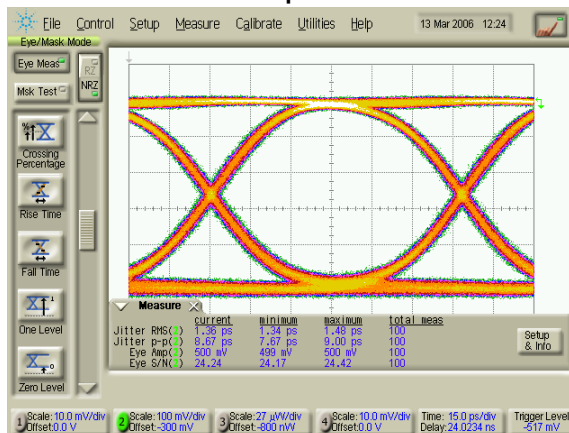 File Control Setup Measure Calibrate Utilities Help 13 Mar 2006 12:24
Eye/Mask Mode
Eye Meas
RZ
NRZ
Msk Test
Crossing
Percentage
Rise Time
Fall Time
One Level
Zero Level
Measure
current minimum maximum total meas
Jitter RMS(2) 1.36 ps 1.34 ps 1.48 ps 100
Jitter p-p(2) 8.67 ps 7.67 ps 9.00 ps 100
Eye Amp(2) 500 mV 499 mV 500 mV 100
Eye S/N(2) 24.24 24.17 24.42 100
Setup
& Info
1 Scale:10.0 mV/div
Offset:0.0 V
2 Scale:100 mV/div
Offset:-300 mV
3 Scale:27 µW/div
Offset:-800 nW
4 Scale:10.0 mV/div
Offset:0.0 V
Time: 15.0 ps/div
Delay:24.0234 ns
Trigger Level
-517 mV